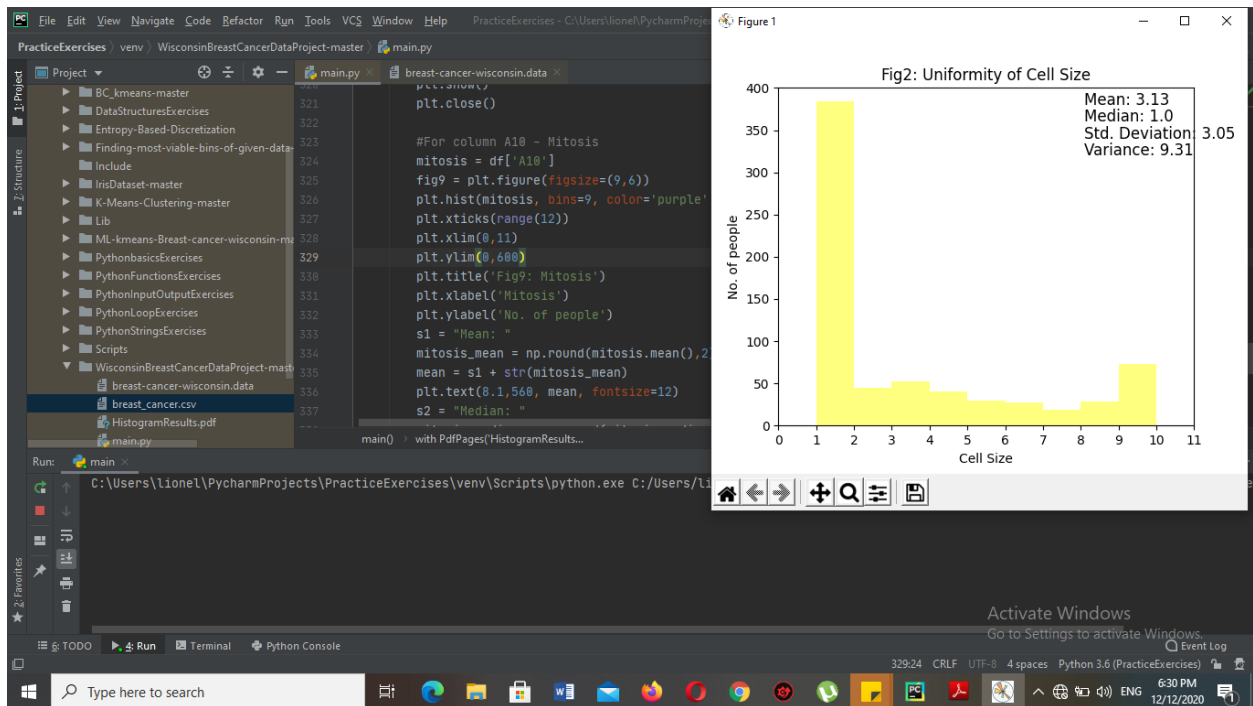 PC File Edit View Navigate Code Refactor Run Tools VCS Window Help PracticeExercises - C:\Users\lionel\PycharmProje
PracticeExercises venv WisconsinBreastCancerDataProject-master main.py
1: Project
Z: Structure
2: Favorites
Project
BC_kmeans-master
DataStructuresExercises
Entropy-Based-Discretization
Finding-most-viable-bins-of-given-data-
Include
IrisDataset-master
K-Means-Clustering-master
Lib
ML-kmeans-Breast-cancer-wisconsin-ma
PythonbasicsExercises
PythonFunctionsExercises
PythonInputOutputExercises
PythonLoopExercises
PythonStringsExercises
Scripts
WisconsinBreastCancerDataProject-mast
breast-cancer-wisconsin.data
breast_cancer.csv
HistogramResults.pdf
main.py
main.py breast-cancer-wisconsin.data
320 plt.show()
321 plt.close()
322
323 #For column A10 - Mitosis
324 mitosis = df['A10']
325 fig9 = plt.figure(figsize=(9,6))
326 plt.hist(mitosis, bins=9, color='purple'
327 plt.xticks(range(12))
328 plt.xlim(0,11)
329 plt.ylim(0,600)
330 plt.title('Fig9: Mitosis')
331 plt.xlabel('Mitosis')
332 plt.ylabel('No. of people')
333 s1 = "Mean: "
334 mitosis_mean = np.round(mitosis.mean(),2
335 mean = s1 + str(mitosis_mean)
336 plt.text(8.1,560, mean, fontsize=12)
337 s2 = "Median: "
main() with PdfPages('HistogramResults...
Figure 1
Fig2: Uniformity of Cell Size
Mean: 3.13
Median: 1.0
Std. Deviation: 3.05
Variance: 9.31
No. of people
400
350
300
250
200
150
100
50
0
0 1 2 3 4 5 6 7 8 9 10 11
Cell Size
Run: main
C:\Users\lionel\PycharmProjects\PracticeExercises\venv\Scripts\python.exe C:/Users/li
Activate Windows
Go to Settings to activate Windows.
6: TODO 4: Run Terminal Python Console Event Log
329:24 CRLF UTF-8 4 spaces Python 3.6 (PracticeExercises)
Type here to search
ENG
6:30 PM
12/12/2020